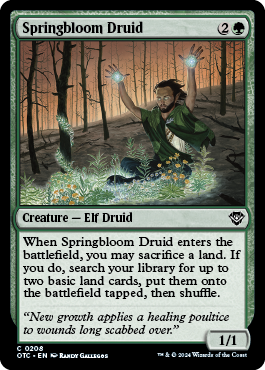 Springbloom Druid 2
Creature — Elf Druid
When Springbloom Druid enters the
battlefield, you may sacrifice a land. If
you do, search your library for up to
two basic land cards, put them onto
the battlefield tapped, then shuffle.
“New growth applies a healing poultice
to wounds long scabbed over.”
1/1
C 0208
OTC • EN Randy Gallegos
™ & © 2024 Wizards of the Coast